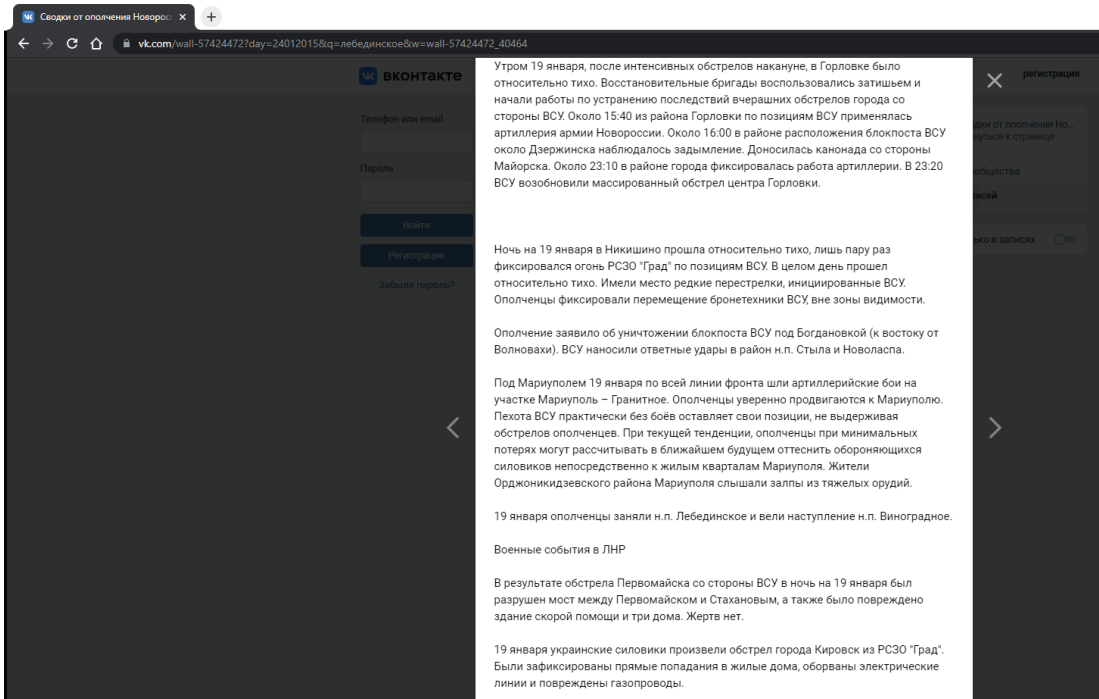 Сводки от ополчения Новорос
vk.com/wall-57424472?day=24012015&q=лебединское&w=wall-57424472_40464
вконтакте
регистрация
Телефон или email
Пароль
Войти
Регистрация
Забыли пароль?
дки от ополчения Но...
нуться к странице
ообщества
исей
ько в записях
Утром 19 января, после интенсивных обстрелов накануне, в Горловке было
относительно тихо. Восстановительные бригады воспользовались затишьем и
начали работы по устранению последствий вчерашних обстрелов города со
стороны ВСУ. Около 15:40 из района Горловки по позициям ВСУ применялась
артиллерия армии Новороссии. Около 16:00 в районе расположения блокпоста ВСУ
около Дзержинска наблюдалось задымление. Доносилась канонада со стороны
Майорска. Около 23:10 в районе города фиксировалась работа артиллерии. В 23:20
ВСУ возобновили массированный обстрел центра Горловки.
Ночь на 19 января в Никишино прошла относительно тихо, лишь пару раз
фиксировался огонь РСЗО "Град" по позициям ВСУ. В целом день прошел
относительно тихо. Имели место редкие перестрелки, инициированные ВСУ.
Ополченцы фиксировали перемещение бронетехники ВСУ, вне зоны видимости.
Ополчение заявило об уничтожении блокпоста ВСУ под Богдановкой (к востоку от
Волновахи). ВСУ наносили ответные удары в район н.п. Стыла и Новоласпа.
Под Мариуполем 19 января по всей линии фронта шли артиллерийские бои на
участке Мариуполь – Гранитное. Ополченцы уверенно продвигаются к Мариуполю.
Пехота ВСУ практически без боёв оставляет свои позиции, не выдерживая
обстрелов ополченцев. При текущей тенденции, ополченцы при минимальных
потерях могут рассчитывать в ближайшем будущем оттеснить обороняющихся
силовиков непосредственно к жилым кварталам Мариуполя. Жители
Орджоникидзевского района Мариуполя слышали залпы из тяжелых орудий.
19 января ополченцы заняли н.п. Лебединское и вели наступление н.п. Виноградное.
Военные события в ЛНР
В результате обстрела Первомайска со стороны ВСУ в ночь на 19 января был
разрушен мост между Первомайском и Стахановым, а также было повреждено
здание скорой помощи и три дома. Жертв нет.
19 января украинские силовики произвели обстрел города Кировск из РСЗО "Град".
Были зафиксированы прямые попадания в жилые дома, оборваны электрические
линии и повреждены газопроводы.